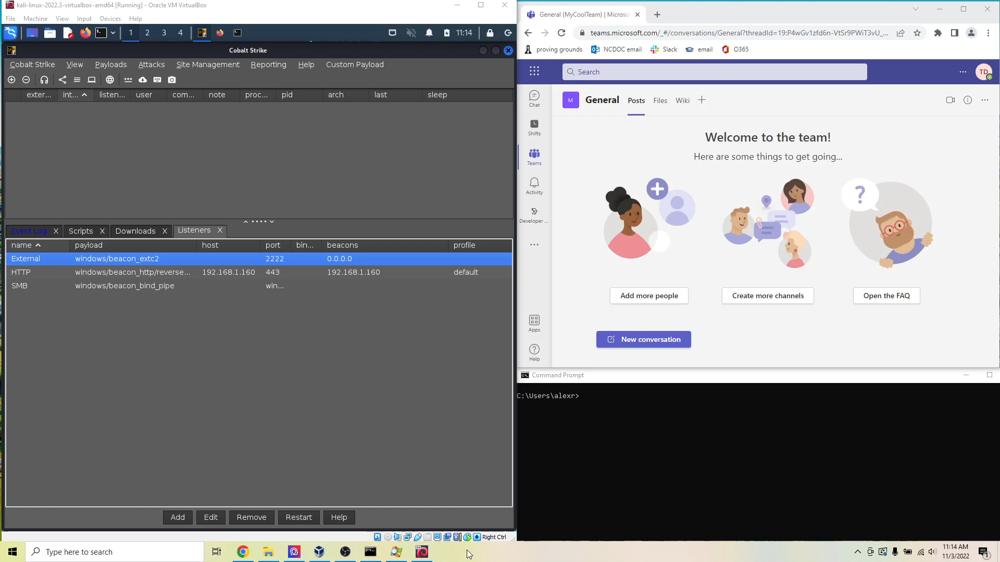 kali-linux-2022.3-virtualbox-amd64 [Running] - Oracle VM VirtualBox
File Machine View Input Devices Help
1 2 3 4 11:14
Cobalt Strike
Cobalt Strike View Payloads Attacks Site Management Reporting Help Custom Payload
exter... int... listen... user com... note proc... pid arch last sleep
Event Log X Scripts X Downloads X Listeners X
name payload host port bin... beacons profile
External windows/beacon_extc2 2222 0.0.0.0
HTTP windows/beacon_http/reverse... 192.168.1.160 443 192.168.1.160 default
SMB windows/beacon_bind_pipe win...
Add Edit Remove Restart Help
Right Ctrl
General (MyCoolTeam) | Microso
teams.microsoft.com/_#/conversations/General?threadId=19:P4wGv1zfd6n-VtSr9PWiT3vU_...
proving grounds NCDOC email Slack email O365
Search
TD
Chat
Shifts
Teams
Activity
Developer ...
Apps
Help
M General Posts Files Wiki
Welcome to the team!
Here are some things to get going...
?
Add more people Create more channels Open the FAQ
New conversation
Command Prompt
C:\Users\alexr>
Type here to search
11:14 AM
11/3/2022
1